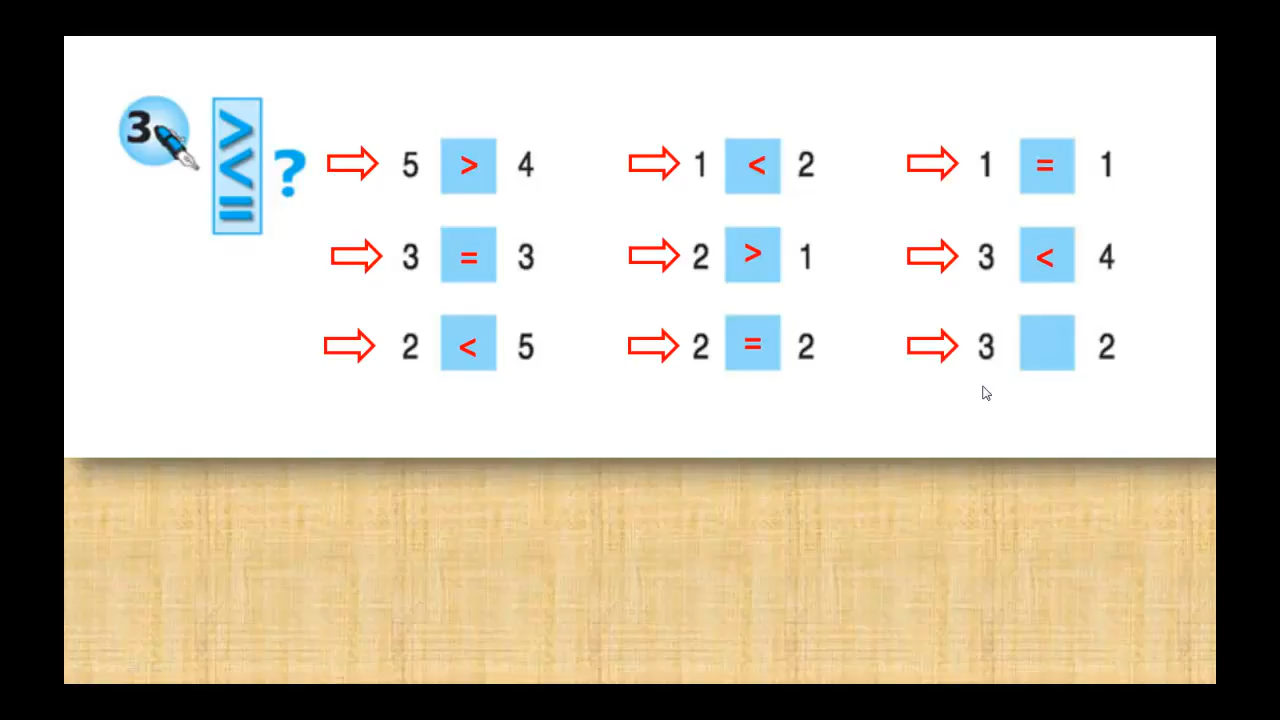 3 > < = ?
5 > 4 1 < 2 1 = 1
3 = 3 2 > 1 3 < 4
2 < 5 2 = 2 3 2